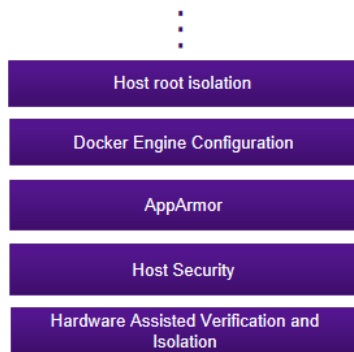 Host root isolation
Docker Engine Configuration
AppArmor
Host Security
Hardware Assisted Verification and
Isolation